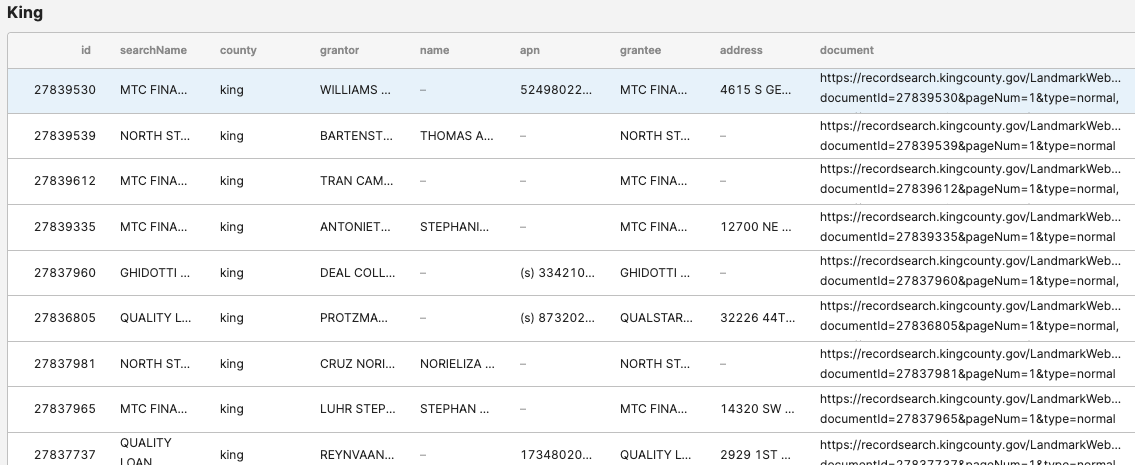 King
id searchName county grantor name apn grantee address document
27839530 MTC FINA... king WILLIAMS ... – 52498022... MTC FINA... 4615 S GE... https://recordsearch.kingcounty.gov/LandmarkWeb...
documentId=27839530&pageNum=1&type=normal,
27839539 NORTH ST... king BARTENST... THOMAS A... – NORTH ST... – https://recordsearch.kingcounty.gov/LandmarkWeb...
documentId=27839539&pageNum=1&type=normal
27839612 MTC FINA... king TRAN CAM... – – MTC FINA... – https://recordsearch.kingcounty.gov/LandmarkWeb...
documentId=27839612&pageNum=1&type=normal,
27839335 MTC FINA... king ANTONIET... STEPHANI... – MTC FINA... 12700 NE ... https://recordsearch.kingcounty.gov/LandmarkWeb...
documentId=27839335&pageNum=1&type=normal
27837960 GHIDOTTI ... king DEAL COLL... – (s) 334210... GHIDOTTI ... – https://recordsearch.kingcounty.gov/LandmarkWeb...
documentId=27837960&pageNum=1&type=normal,
27836805 QUALITY L... king PROTZMA... – (s) 873202... QUALSTAR... 32226 44T... https://recordsearch.kingcounty.gov/LandmarkWeb...
documentId=27836805&pageNum=1&type=normal,
27837981 NORTH ST... king CRUZ NORI... NORIELIZA ... – NORTH ST... – https://recordsearch.kingcounty.gov/LandmarkWeb...
documentId=27837981&pageNum=1&type=normal
27837965 MTC FINA... king LUHR STEP... STEPHAN ... – MTC FINA... 14320 SW ... https://recordsearch.kingcounty.gov/LandmarkWeb...
documentId=27837965&pageNum=1&type=normal
27837737 QUALITY LOAN king REYNVAAN... – 17348020... QUALITY L... 2929 1ST ... https://recordsearch.kingcounty.gov/LandmarkWeb...
documentId=27837737&pageNum=1&type=normal